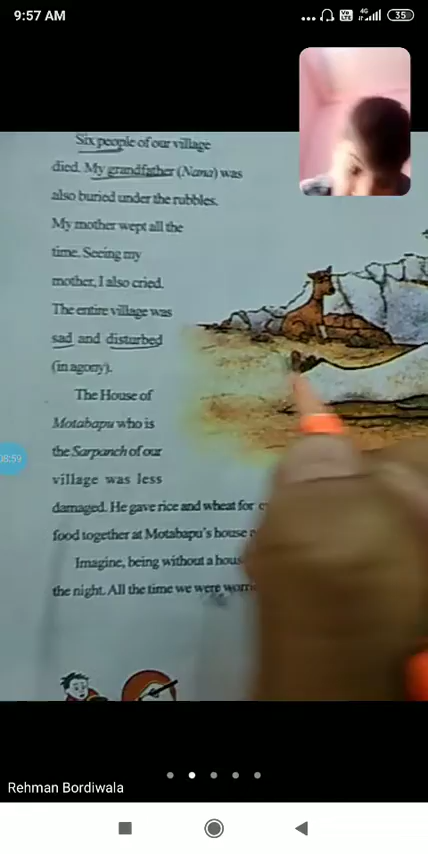 9:57 AM
4G
35
Six people of our village
died. My grandfather (Nana) was
also buried under the rubbles.
My mother wept all the
time. Seeing my
mother, I also cried.
The entire village was
sad and disturbed
(in agony).
The House of
Motabapu who is
the Sarpanch of our
village was less
damaged. He gave rice and wheat for
food together at Motabapu's house
Imagine, being without a
the night. All the time we were
08:59
Rehman Bordiwala